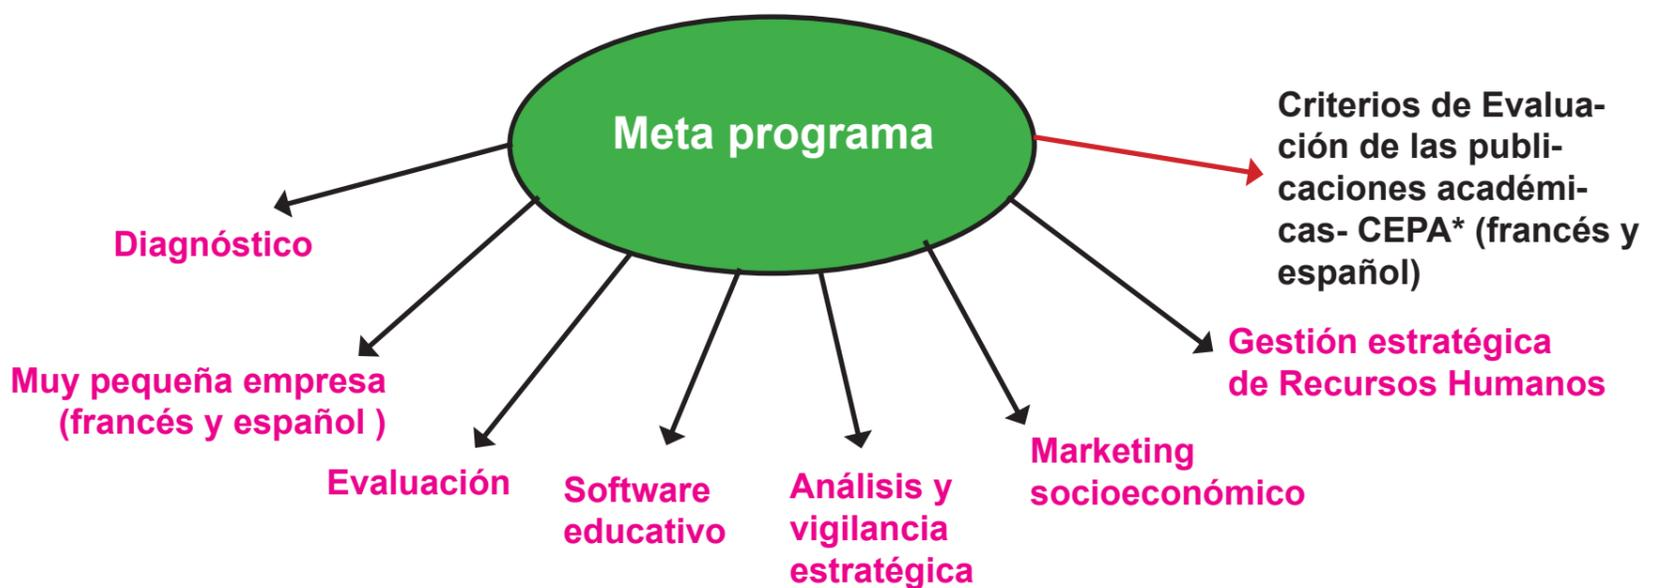 Meta programa
Criterios de Evalua-
ción de las publi-
caciones académi-
cas- CEPA* (francés y
español)
Diagnóstico
Gestión estratégica
de Recursos Humanos
Muy pequeña empresa
(francés y español )
Marketing
socioeconómico
Evaluación
Software
educativo
Análisis y
vigilancia
estratégica